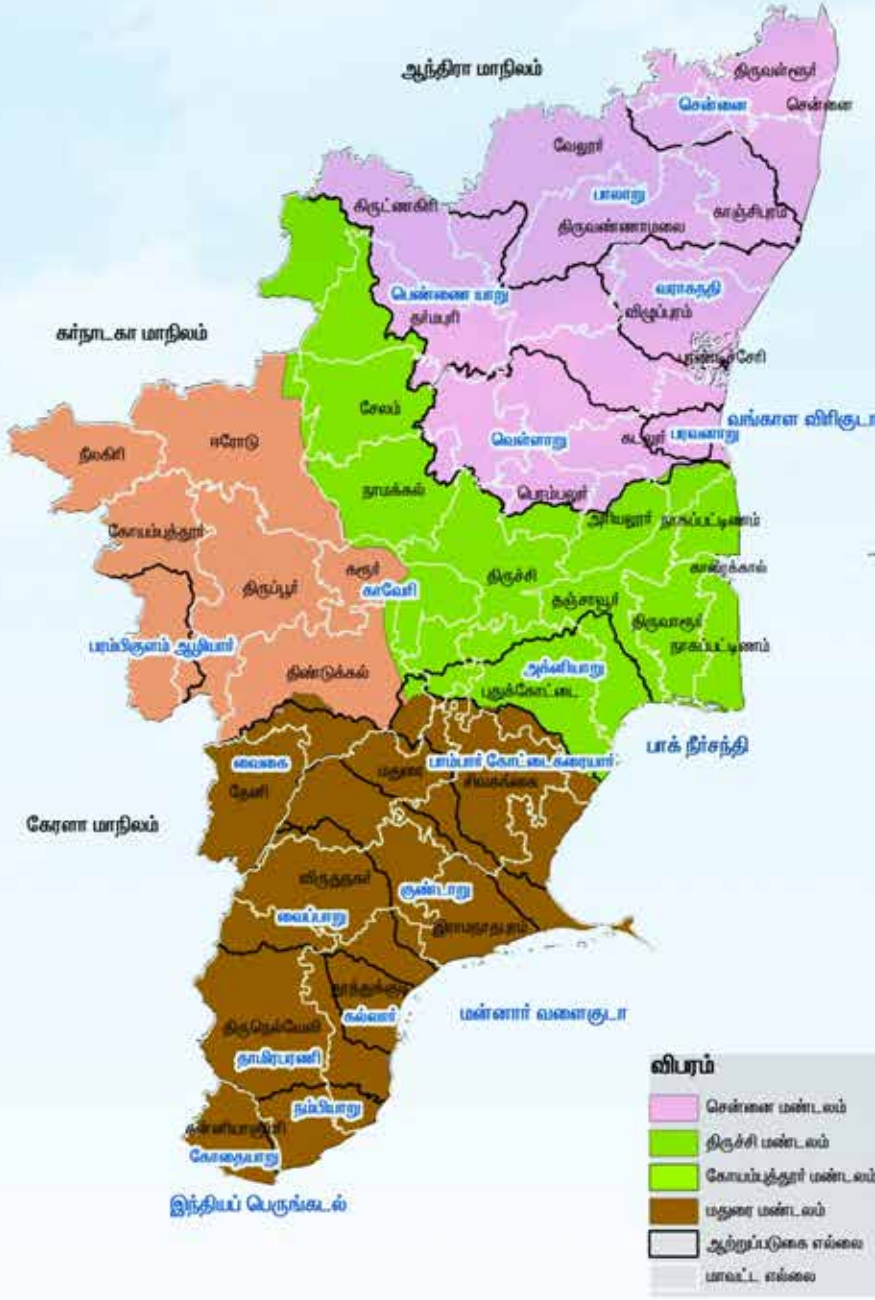 ஆந்திரா மாநிலம்
திருவள்ளூர்
சென்னை
சென்னை
வேலூர்
பாலாறு
காஞ்சிபுரம்
கிருட்ணகிரி
திருவண்ணாமலை
பெண்ணை யாறு
வராகநதி
தர்மபுரி
விழுப்புரம்
கர்நாடகா மாநிலம்
பாண்டிச்சேரி
சேலம்
வங்காள விரிகுடா
ஈரோடு
வெள்ளாறு
கடலூர்
பரவனாறு
நீலகிரி
நாமக்கல்
பெரம்பலூர்
அரியலூர்
நாகப்பட்டிணம்
கோயம்புத்தூர்
கரூர்
திருச்சி
காரைக்கால்
திருப்பூர்
காவேரி
தஞ்சாவூர்
திருவாரூர்
பரம்பிகுளம் ஆழியார்
நாகப்பட்டிணம்
திண்டுக்கல்
அக்னியாறு
புதுக்கோட்டை
பாக் நீர்சந்தி
வைகை
மதுரை
பாம்பார் கோட்டைகரையார்
தேனி
சிவகங்கை
கேரளா மாநிலம்
விருதுநகர்
குண்டாறு
வைப்பாறு
இராமநாதபுரம்
தூத்துக்குடி
கல்லார்
மன்னார் வளைகுடா
திருநெல்வேலி
தாமிரபரணி
நம்பியாறு
கன்னியாகுமரி
கோதையாறு
இந்தியப் பெருங்கடல்
விபரம்
சென்னை மண்டலம்
திருச்சி மண்டலம்
கோயம்புத்தூர் மண்டலம்
மதுரை மண்டலம்
ஆற்றுப்படுகை எல்லை
மாவட்ட எல்லை